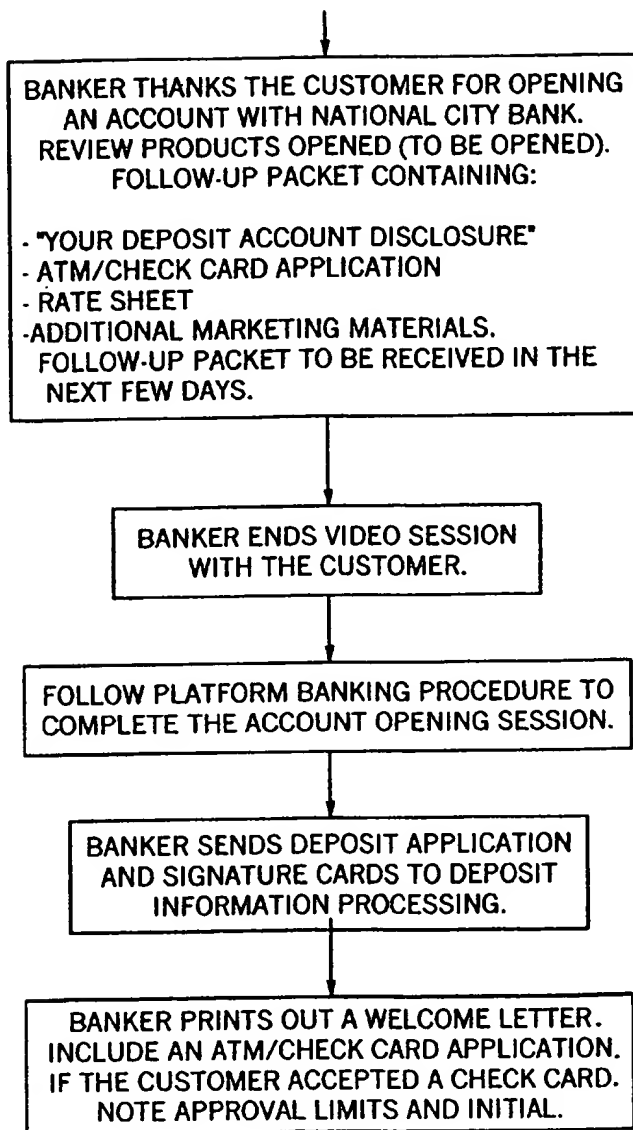 BANKER THANKS THE CUSTOMER FOR OPENING
AN ACCOUNT WITH NATIONAL CITY BANK.
REVIEW PRODUCTS OPENED (TO BE OPENED).
FOLLOW-UP PACKET CONTAINING:
- "YOUR DEPOSIT ACCOUNT DISCLOSURE"
- ATM/CHECK CARD APPLICATION
- RATE SHEET
-ADDITIONAL MARKETING MATERIALS.
FOLLOW-UP PACKET TO BE RECEIVED IN THE
NEXT FEW DAYS.
BANKER ENDS VIDEO SESSION
WITH THE CUSTOMER.
FOLLOW PLATFORM BANKING PROCEDURE TO
COMPLETE THE ACCOUNT OPENING SESSION.
BANKER SENDS DEPOSIT APPLICATION
AND SIGNATURE CARDS TO DEPOSIT
INFORMATION PROCESSING.
BANKER PRINTS OUT A WELCOME LETTER.
INCLUDE AN ATM/CHECK CARD APPLICATION.
IF THE CUSTOMER ACCEPTED A CHECK CARD.
NOTE APPROVAL LIMITS AND INITIAL.